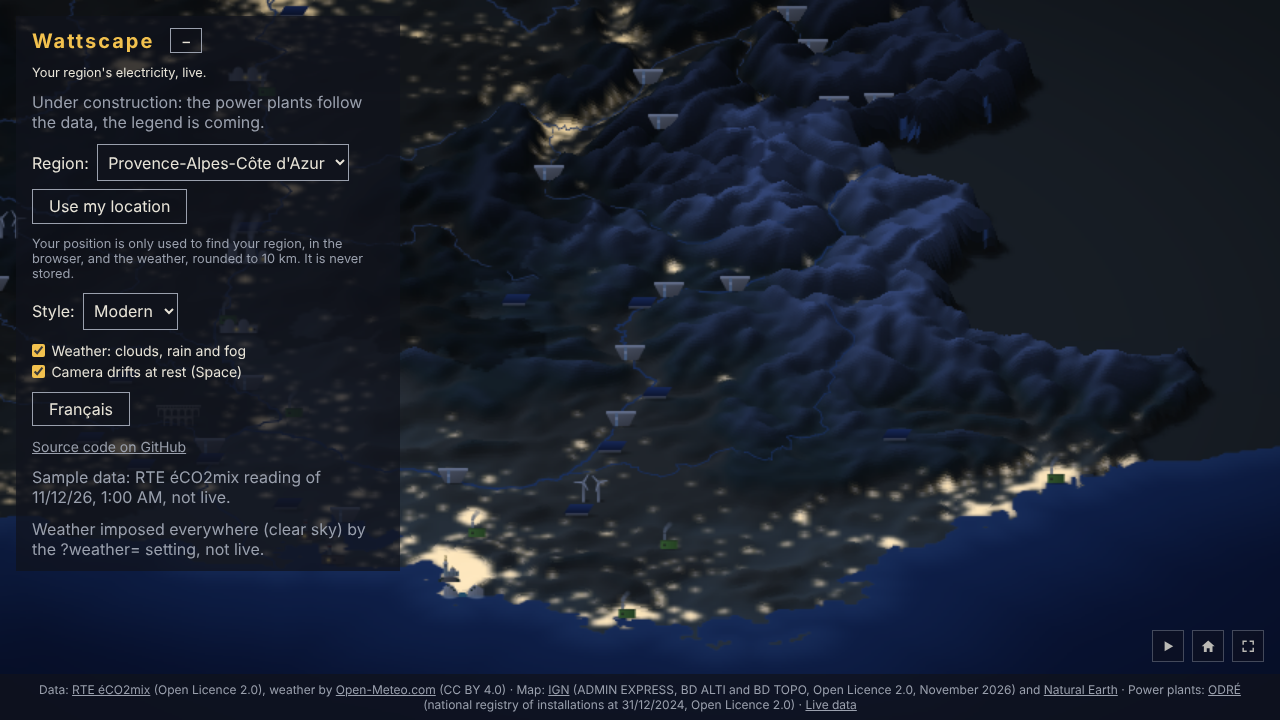 Wattscape
–
Your region's electricity, live.
Under construction: the power plants follow
the data, the legend is coming.
Region: Provence-Alpes-Côte d'Azur
Use my location
Your position is only used to find your region, in the
browser, and the weather, rounded to 10 km. It is never
stored.
Style: Modern
Weather: clouds, rain and fog
Camera drifts at rest (Space)
Français
Source code on GitHub
Sample data: RTE éCO2mix reading of
11/12/26, 1:00 AM, not live.
Weather imposed everywhere (clear sky) by
the ?weather= setting, not live.
Data: RTE éCO2mix (Open Licence 2.0), weather by Open-Meteo.com (CC BY 4.0) · Map: IGN (ADMIN EXPRESS, BD ALTI and BD TOPO, Open Licence 2.0, November 2026) and Natural Earth · Power plants: ODRÉ
(national registry of installations at 31/12/2024, Open Licence 2.0) · Live data